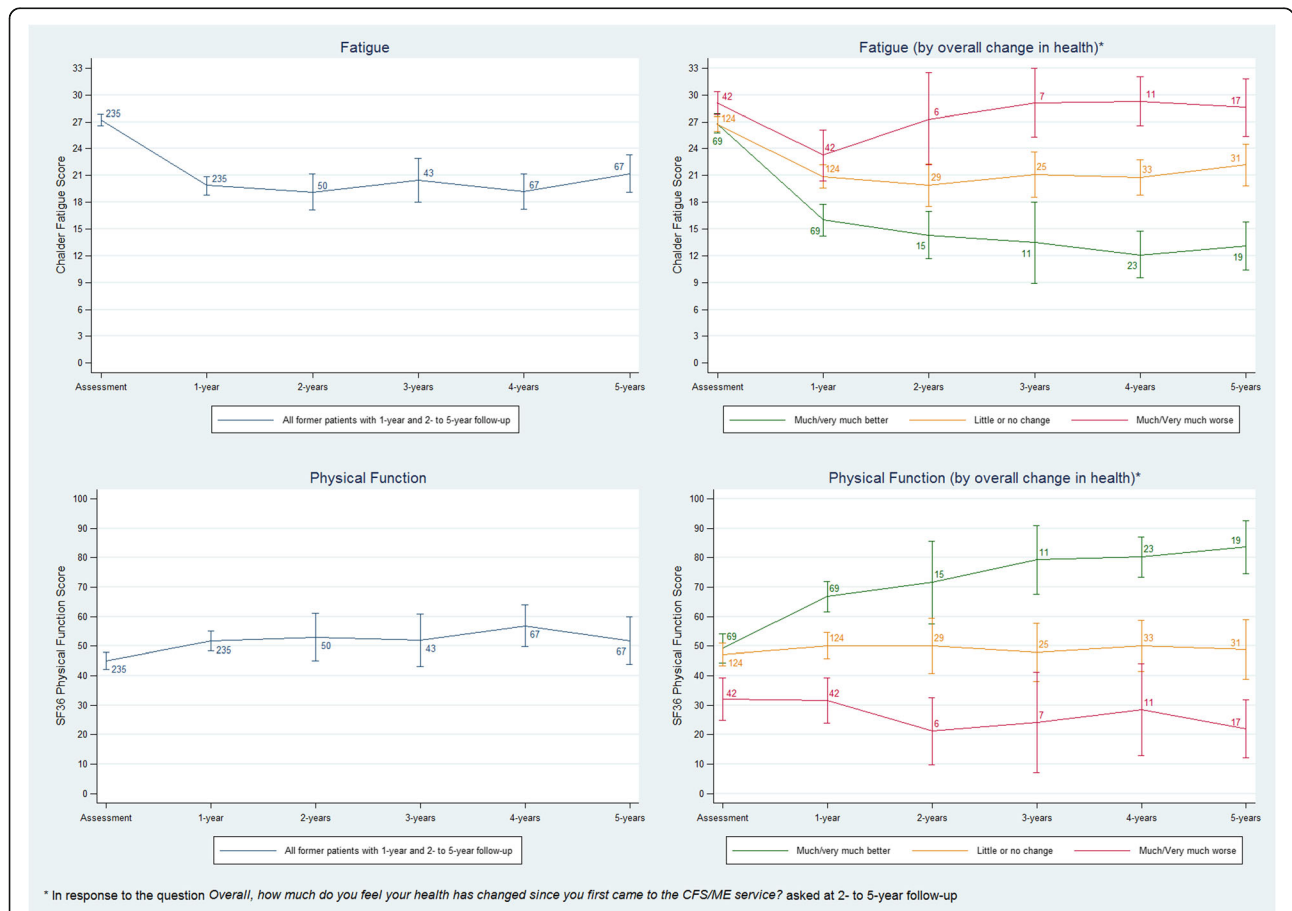 Fatigue
33
30
27
24
21
18
15
12
9
6
3
0
Chalder Fatigue Score
235
235
50
43
67
67
Assessment
1-year
2-years
3-years
4-years
5-years
All former patients with 1-year and 2- to 5-year follow-up
Fatigue (by overall change in health)*
33
30
27
24
21
18
15
12
9
6
3
0
Chalder Fatigue Score
42
124
69
42
124
69
6
29
15
7
25
11
11
33
23
17
31
19
Assessment
1-year
2-years
3-years
4-years
5-years
Much/very much better
Little or no change
Much/Very much worse
Physical Function
100
90
80
70
60
50
40
30
20
10
0
SF36 Physical Function Score
235
235
50
43
67
67
Assessment
1-year
2-years
3-years
4-years
5-years
All former patients with 1-year and 2- to 5-year follow-up
Physical Function (by overall change in health)*
100
90
80
70
60
50
40
30
20
10
0
SF36 Physical Function Score
69
124
42
69
124
42
15
29
6
11
25
7
23
33
11
19
31
17
Assessment
1-year
2-years
3-years
4-years
5-years
Much/very much better
Little or no change
Much/Very much worse
* In response to the question Overall, how much do you feel your health has changed since you first came to the CFS/ME service? asked at 2- to 5-year follow-up